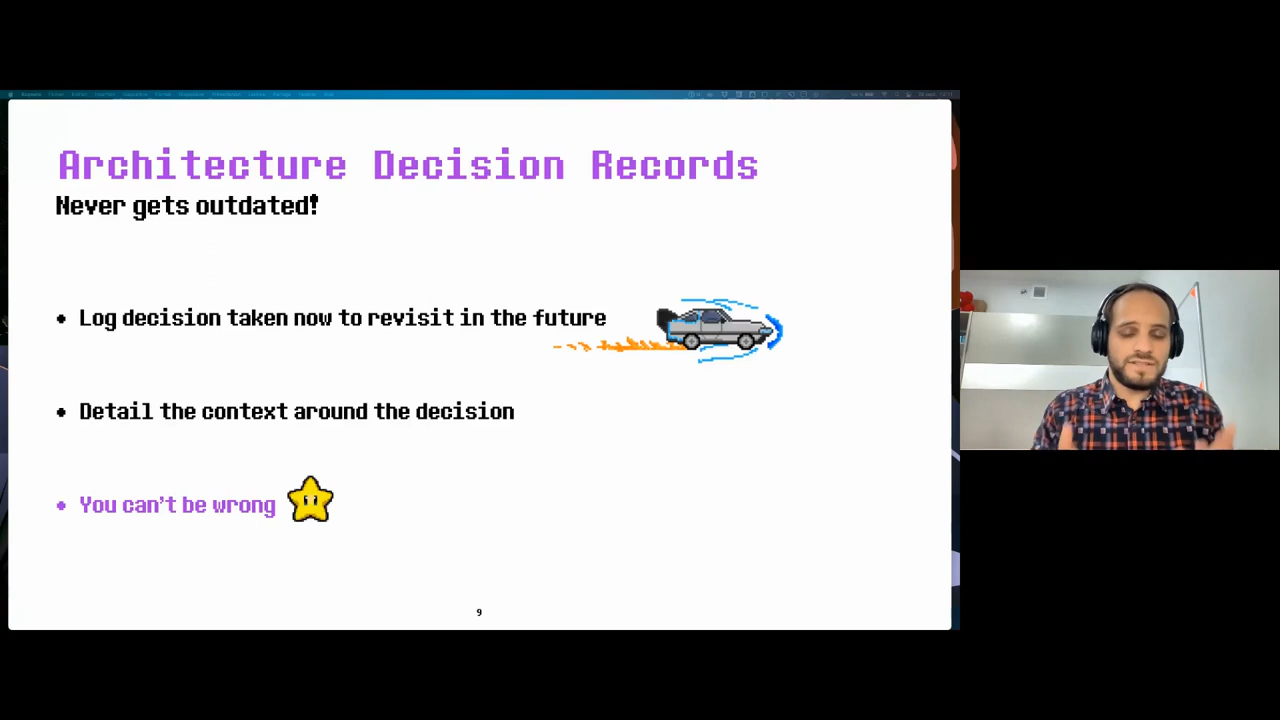 Architecture Decision Records
Never gets outdated!
• Log decision taken now to revisit in the future
• Detail the context around the decision
• You can't be wrong
9